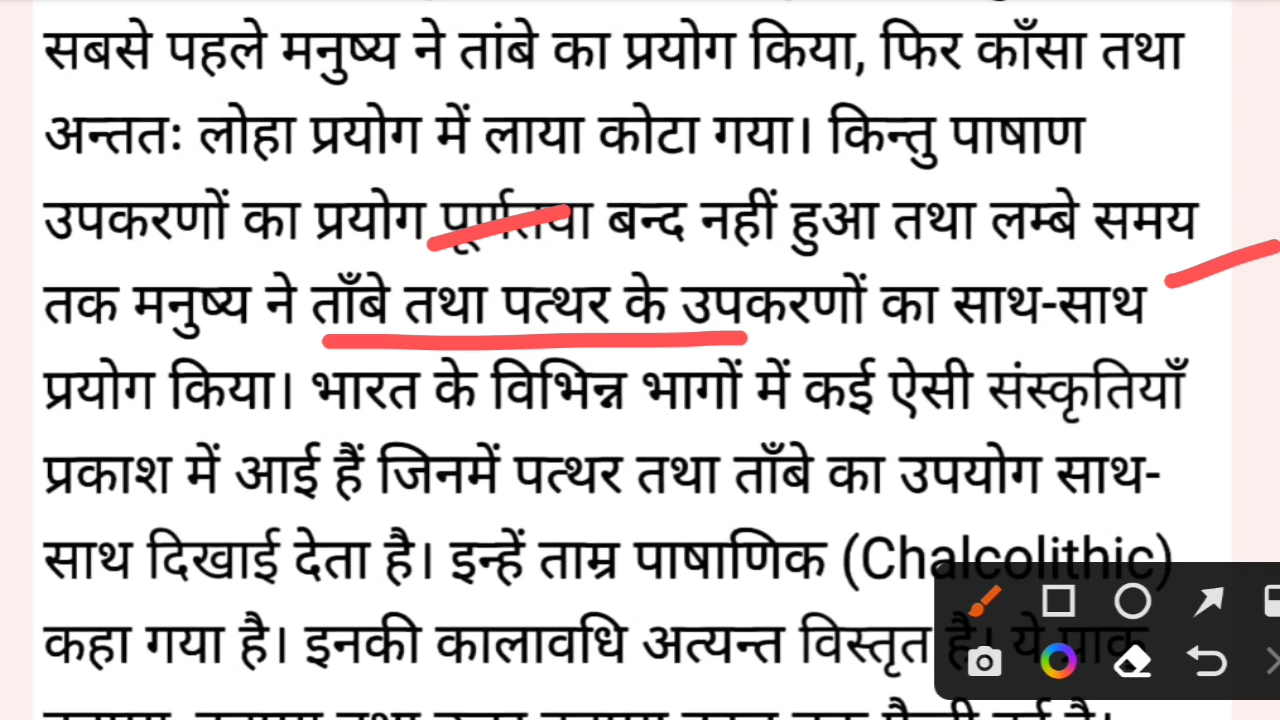 सबसे पहले मनुष्य ने तांबे का प्रयोग किया, फिर काँसा तथा
अन्ततः लोहा प्रयोग में लाया कोटा गया। किन्तु पाषाण
उपकरणों का प्रयोग पूर्णतया बन्द नहीं हुआ तथा लम्बे समय
तक मनुष्य ने ताँबे तथा पत्थर के उपकरणों का साथ-साथ
प्रयोग किया। भारत के विभिन्न भागों में कई ऐसी संस्कृतियाँ
प्रकाश में आई हैं जिनमें पत्थर तथा ताँबे का उपयोग साथ-
साथ दिखाई देता है। इन्हें ताम्र पाषाणिक (Chalcolithic)
कहा गया है। इनकी कालावधि अत्यन्त विस्तृत है। ये प्राक्